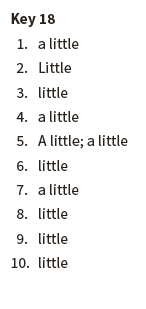 Key 18
1. a little
2. Little
3. little
4. a little
5. A little; a little
6. little
7. a little
8. little
9. little
10. little